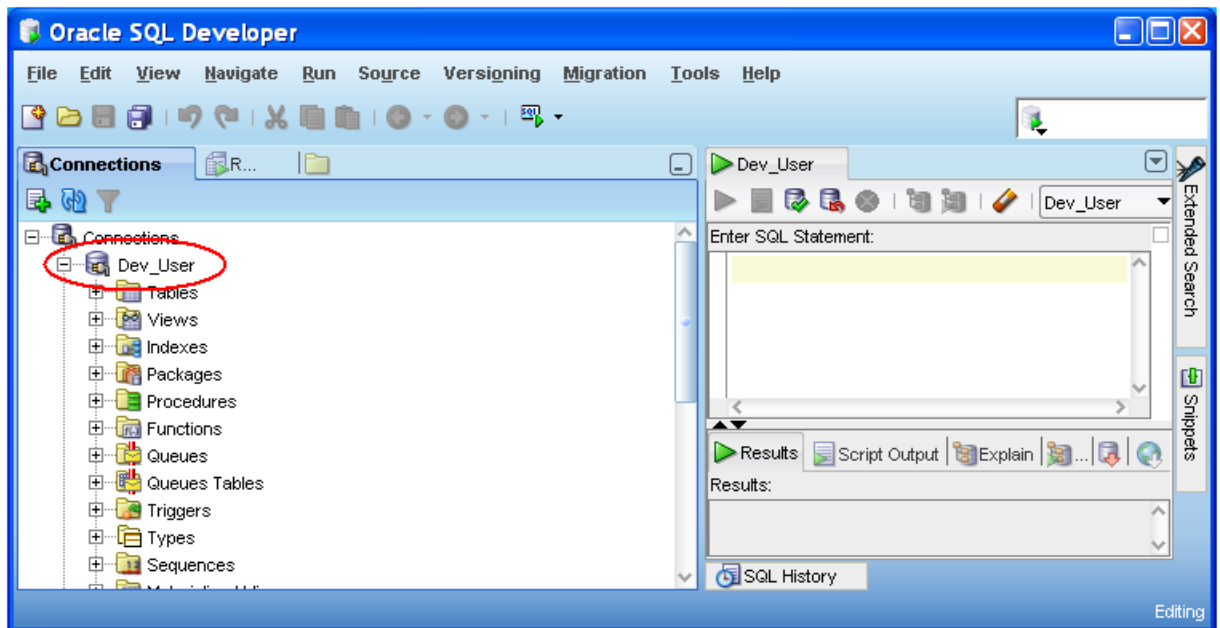 Oracle SQL Developer
File Edit View Navigate Run Source Versioning Migration Tools Help
Connections R...
Connections
Dev_User
Tables
Views
Indexes
Packages
Procedures
Functions
Queues
Queues Tables
Triggers
Types
Sequences
Dev_User
Dev_User
Enter SQL Statement:
Results Script Output Explain ...
Results:
SQL History
Extended Search
Snippets
Editing